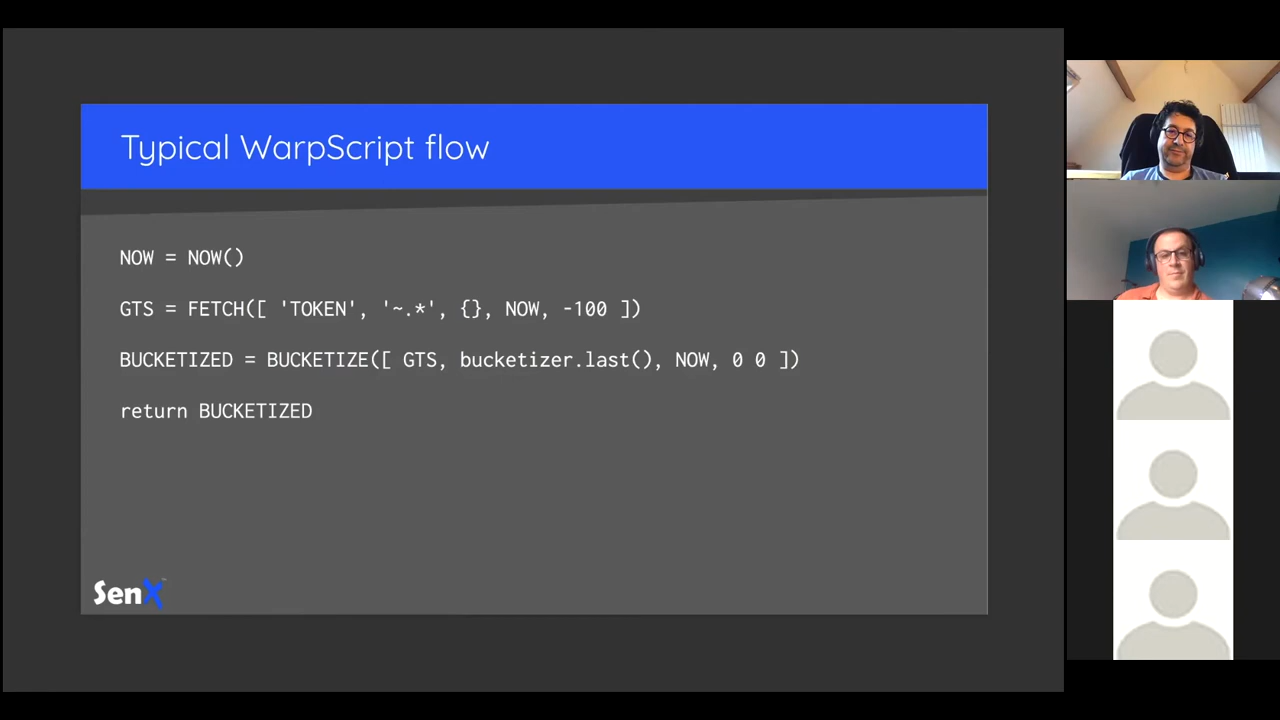 Typical WarpScript flow
NOW = NOW()
GTS = FETCH([ 'TOKEN', '~.*', {}, NOW, -100 ])
BUCKETIZED = BUCKETIZE([ GTS, bucketizer.last(), NOW, 0 0 ])
return BUCKETIZED
SenX